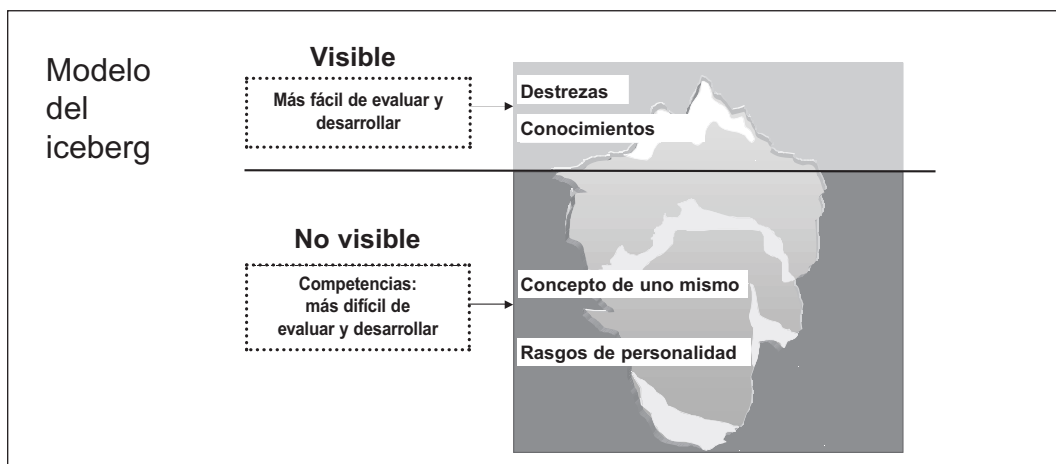 Modelo
del
iceberg
Visible
Más fácil de evaluar y
desarrollar
Destrezas
Conocimientos
No visible
Competencias:
más difícil de
evaluar y desarrollar
Concepto de uno mismo
Rasgos de personalidad